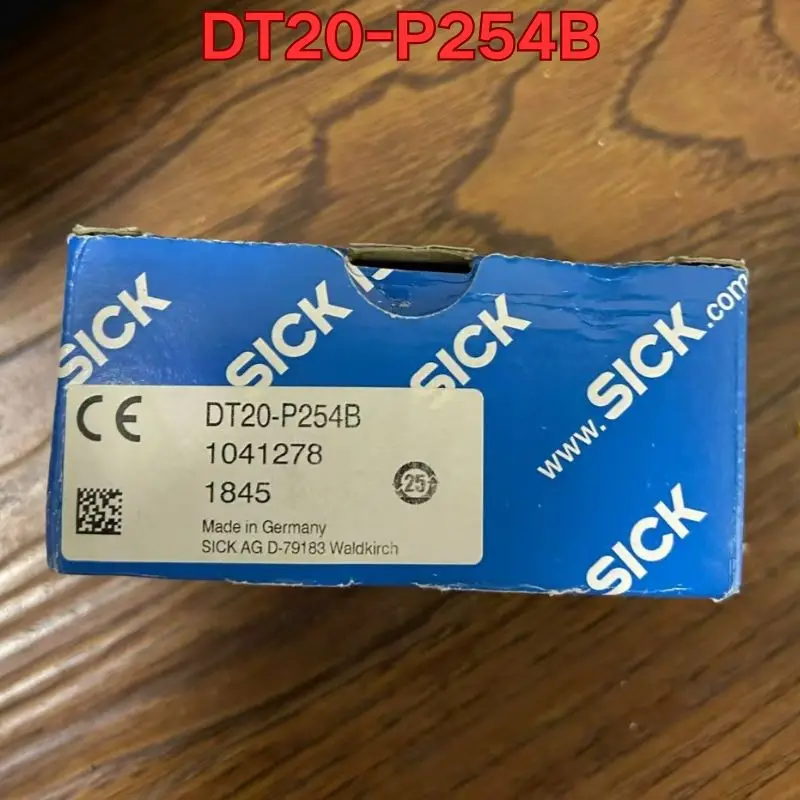 DT20-P254B
SICK
SICK
SICK
www.SICK.com
CE
DT20-P254B
1041278
1845
25
Made in Germany
SICK AG D-79183 Waldkirch
SICK